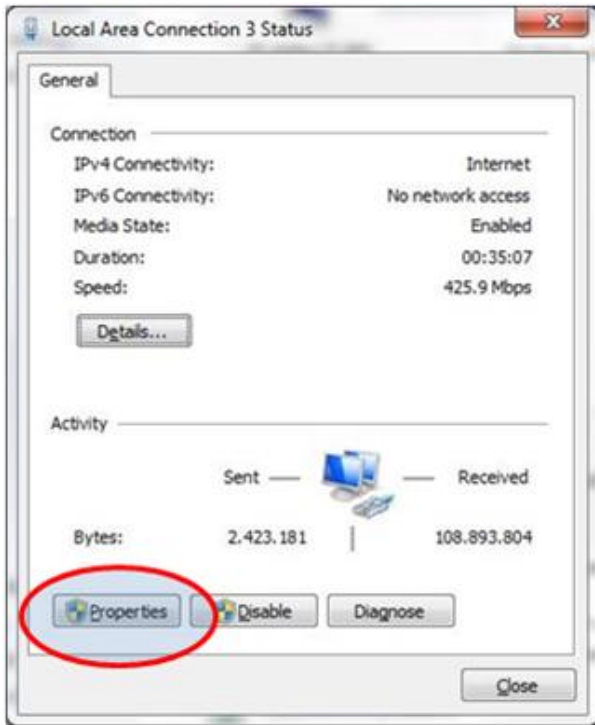 Local Area Connection 3 Status
General
Connection
IPv4 Connectivity: Internet
IPv6 Connectivity: No network access
Media State: Enabled
Duration: 00:35:07
Speed: 425.9 Mbps
Details...
Activity
Sent Received
Bytes: 2.423.181 108.893.804
Properties Disable Diagnose
Close